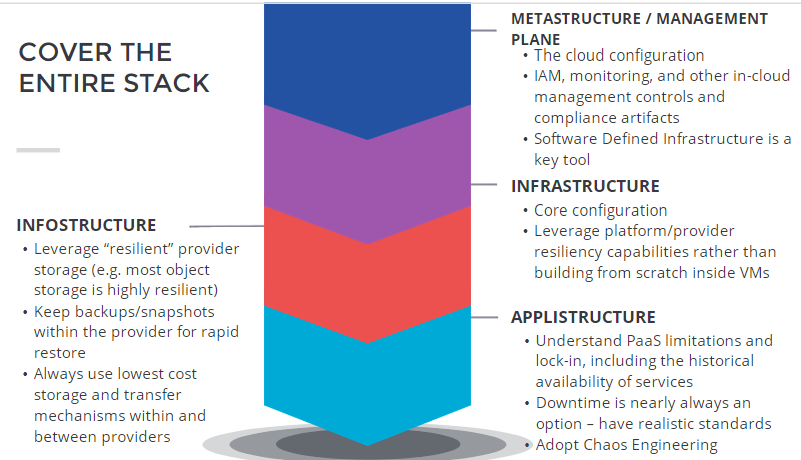 COVER THE
ENTIRE STACK
METASTRUCTURE / MANAGEMENT
PLANE
• The cloud configuration
• IAM, monitoring, and other in-cloud
management controls and
compliance artifacts
• Software Defined Infrastructure is a
key tool
INFRASTRUCTURE
• Core configuration
• Leverage platform/provider
resiliency capabilities rather than
building from scratch inside VMs
INFOSTRUCTURE
• Leverage “resilient” provider
storage (e.g. most object
storage is highly resilient)
• Keep backups/snapshots
within the provider for rapid
restore
• Always use lowest cost
storage and transfer
mechanisms within and
between providers
APPLISTRUCTURE
• Understand PaaS limitations and
lock-in, including the historical
availability of services
• Downtime is nearly always an
option – have realistic standards
• Adopt Chaos Engineering